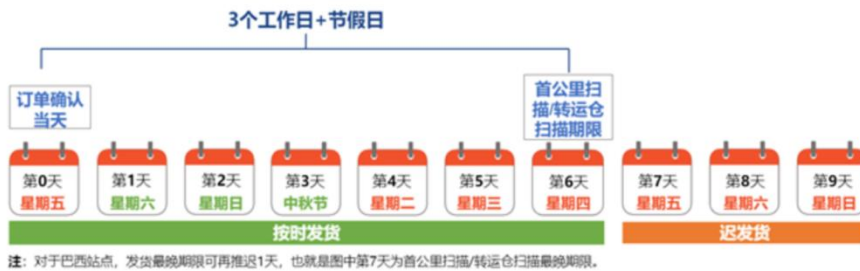 3个工作日+节假日
订单确认
当天
首公里扫
描/转运仓
扫描期限
第0天
星期五
第1天
星期六
第2天
星期日
第3天
中秋节
第4天
星期二
第5天
星期三
第6天
星期四
第7天
星期五
第8天
星期六
第9天
星期日
按时发货
迟发货
注：对于巴西站点，发货最晚期限可再推迟1天，也就是图中第7天为首公里扫描/转运仓扫描最晚期限。